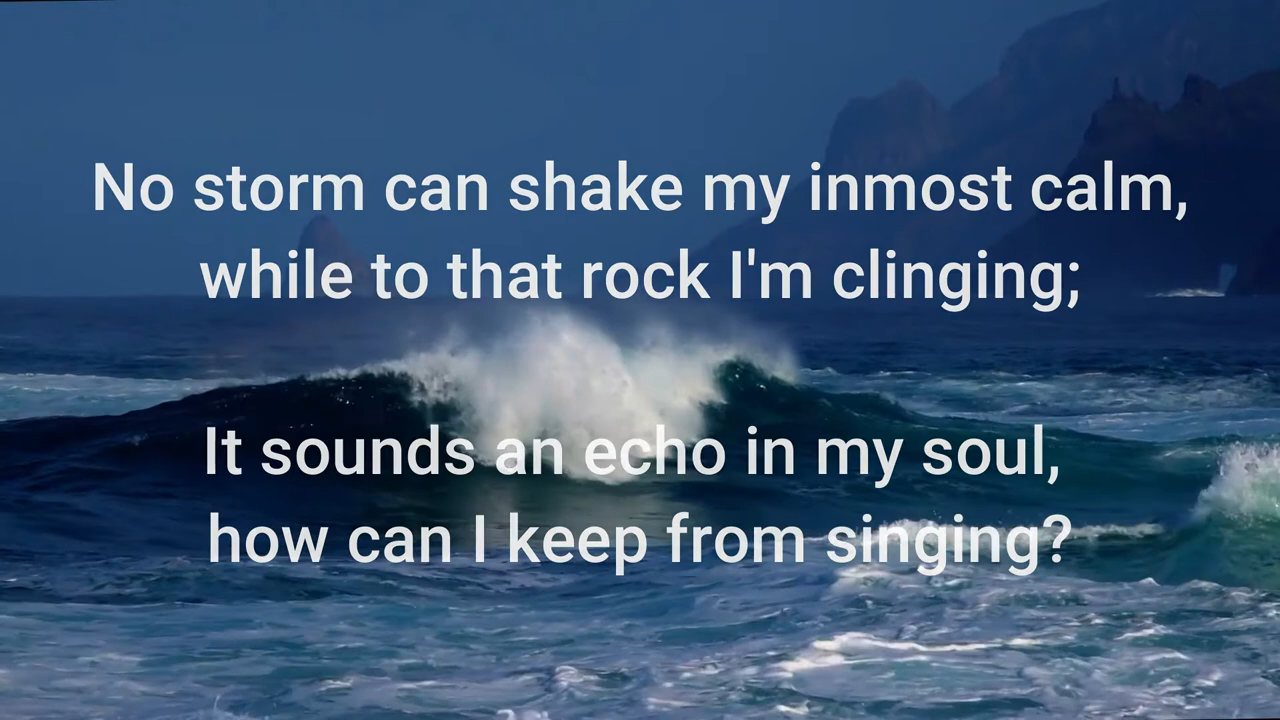 No storm can shake my inmost calm,
while to that rock I'm clinging;
It sounds an echo in my soul,
how can I keep from singing?